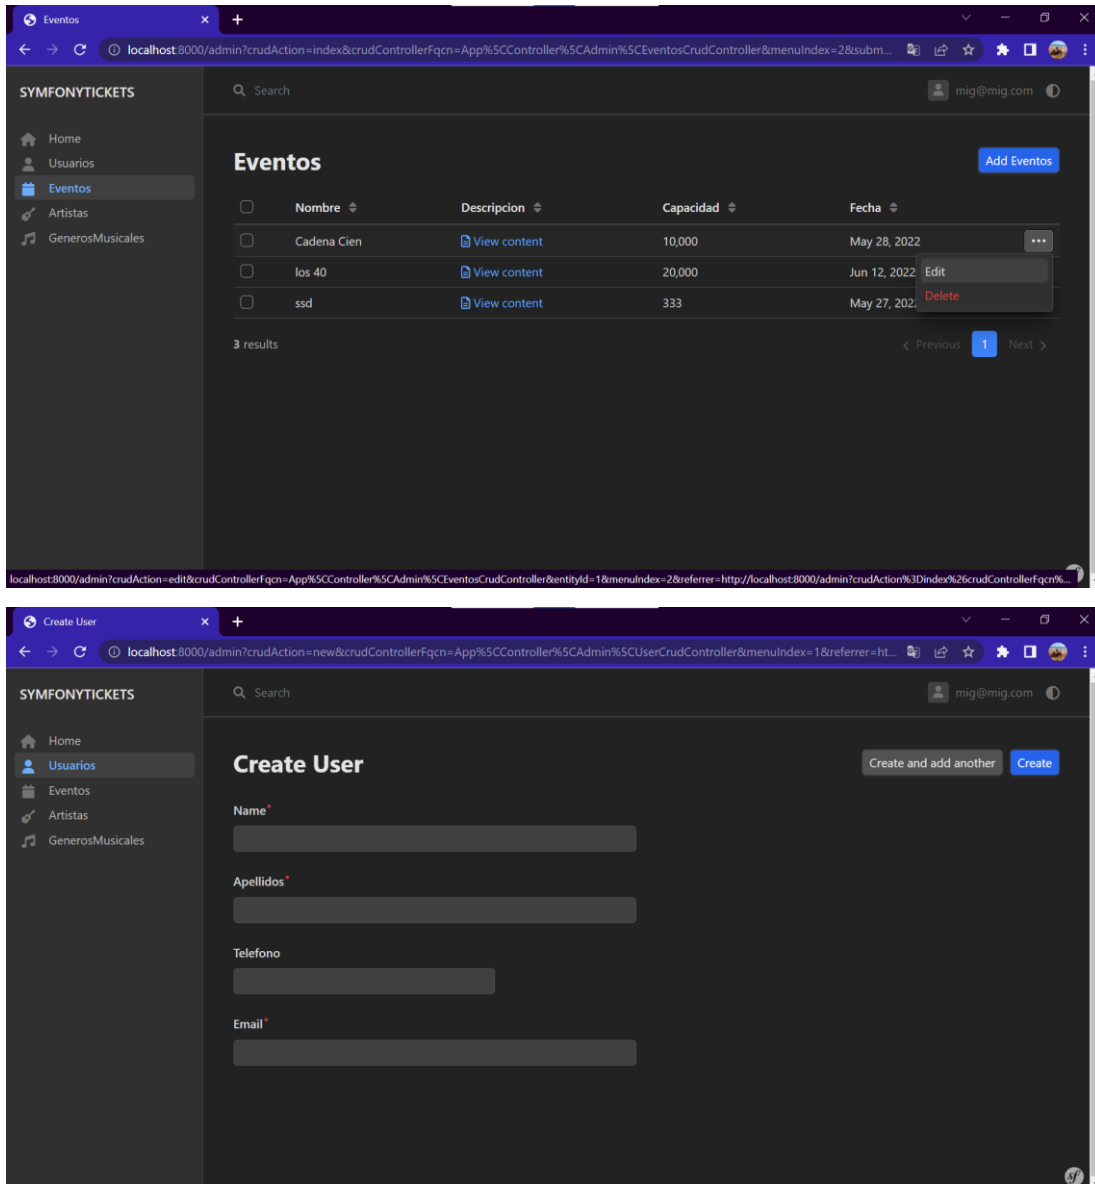 Eventos
localhost:8000/admin?crudAction=index&crudControllerFqcn=App%5CController%5CAdmin%5CEventosCrudController&menuIndex=2&subm...
SYMFONYTICKETS
Search
mig@mig.com
Home
Usuarios
Eventos
Artistas
GenerosMusicales
Eventos
Add Eventos
Nombre Descripcion Capacidad Fecha
Cadena Cien View content 10,000 May 28, 2022 ...
los 40 View content 20,000 Jun 12, 2022
ssd View content 333 May 27, 202
Edit
Delete
3 results
Previous 1 Next
localhost:8000/admin?crudAction=edit&crudControllerFqcn=App%5CController%5CAdmin%5CEventosCrudController&entityId=1&menuIndex=2&referrer=http://localhost:8000/admin?crudAction%3Dindex%26crudControllerFqcn%...
Create User
localhost:8000/admin?crudAction=new&crudControllerFqcn=App%5CController%5CAdmin%5CUserCrudController&menuIndex=1&referrer=ht...
SYMFONYTICKETS
Search
mig@mig.com
Home
Usuarios
Eventos
Artistas
GenerosMusicales
Create User
Create and add another
Create
Name*
Apellidos*
Telefono
Email*
sf